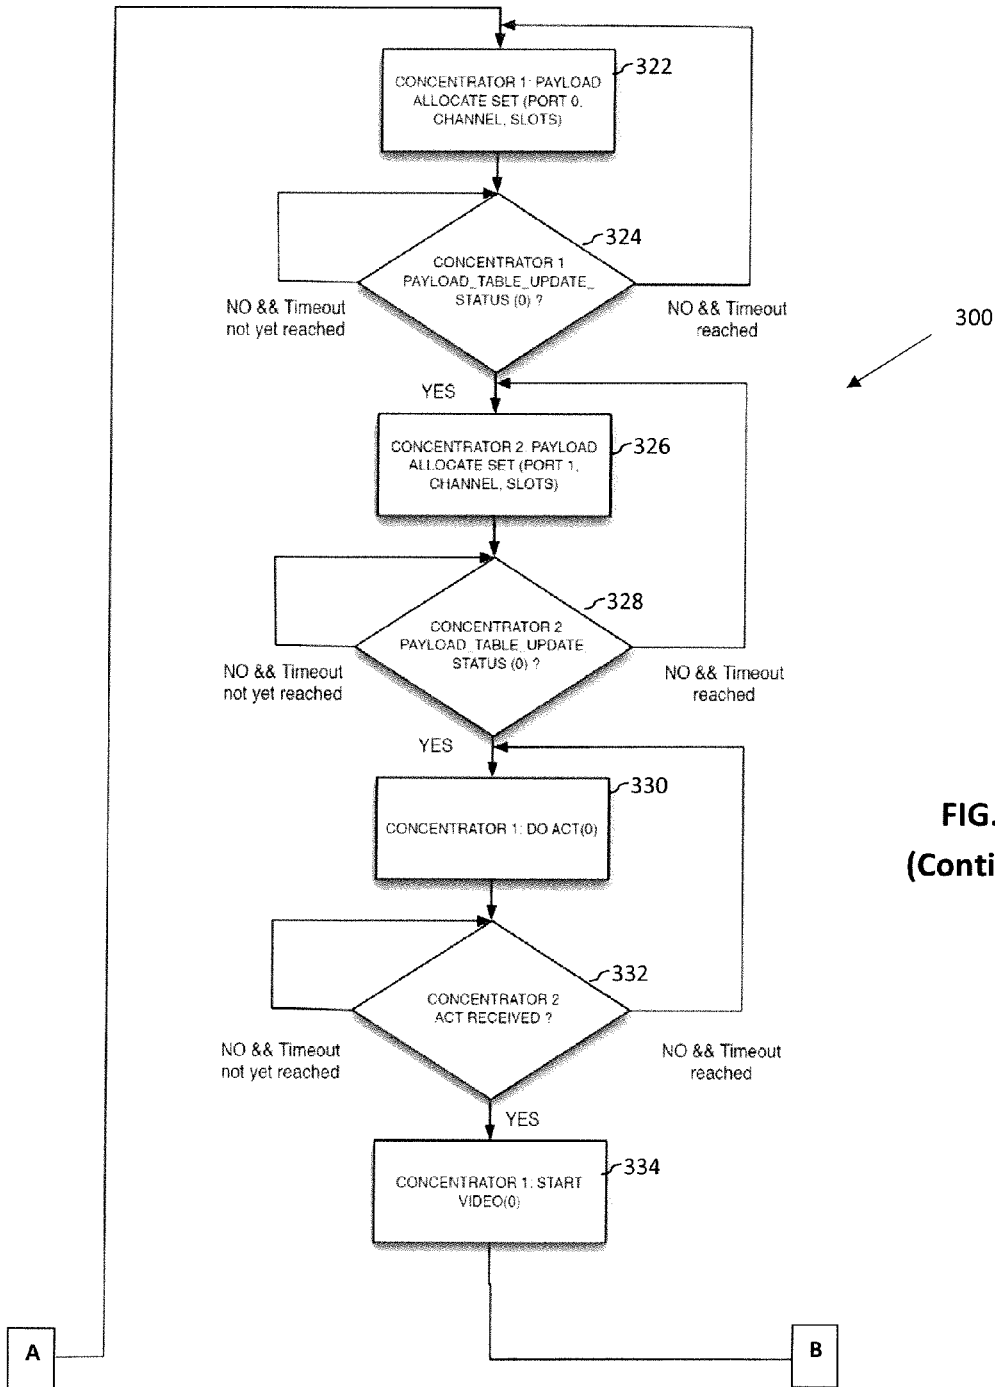 322
CONCENTRATOR 1: PAYLOAD
ALLOCATE SET (PORT 0,
CHANNEL, SLOTS)
324
CONCENTRATOR 1
PAYLOAD_TABLE_UPDATE_
STATUS (0) ?
NO && Timeout
not yet reached
NO && Timeout
reached
300
YES
326
CONCENTRATOR 2: PAYLOAD
ALLOCATE SET (PORT 1,
CHANNEL, SLOTS)
328
CONCENTRATOR 2
PAYLOAD_TABLE_UPDATE
STATUS (0) ?
NO && Timeout
not yet reached
NO && Timeout
reached
YES
330
CONCENTRATOR 1: DO ACT(0)
FIG.
(Conti
332
CONCENTRATOR 2
ACT RECEIVED ?
NO && Timeout
not yet reached
NO && Timeout
reached
YES
334
CONCENTRATOR 1: START
VIDEO(0)
A
B